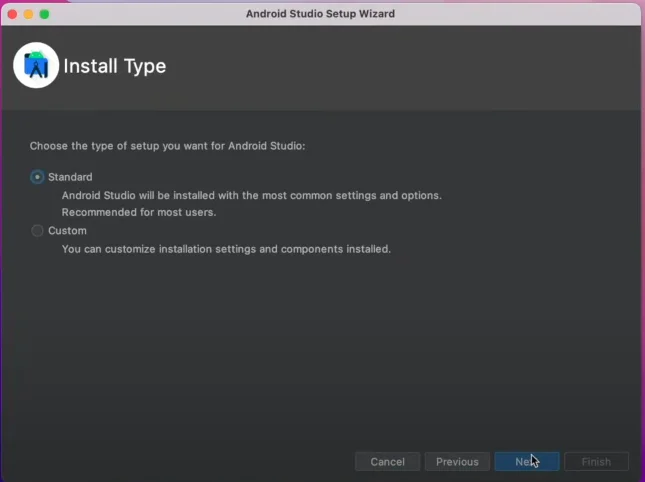 Android Studio Setup Wizard
Install Type
Choose the type of setup you want for Android Studio:
Standard
Android Studio will be installed with the most common settings and options.
Recommended for most users.
Custom
You can customize installation settings and components installed.
Cancel Previous Next Finish